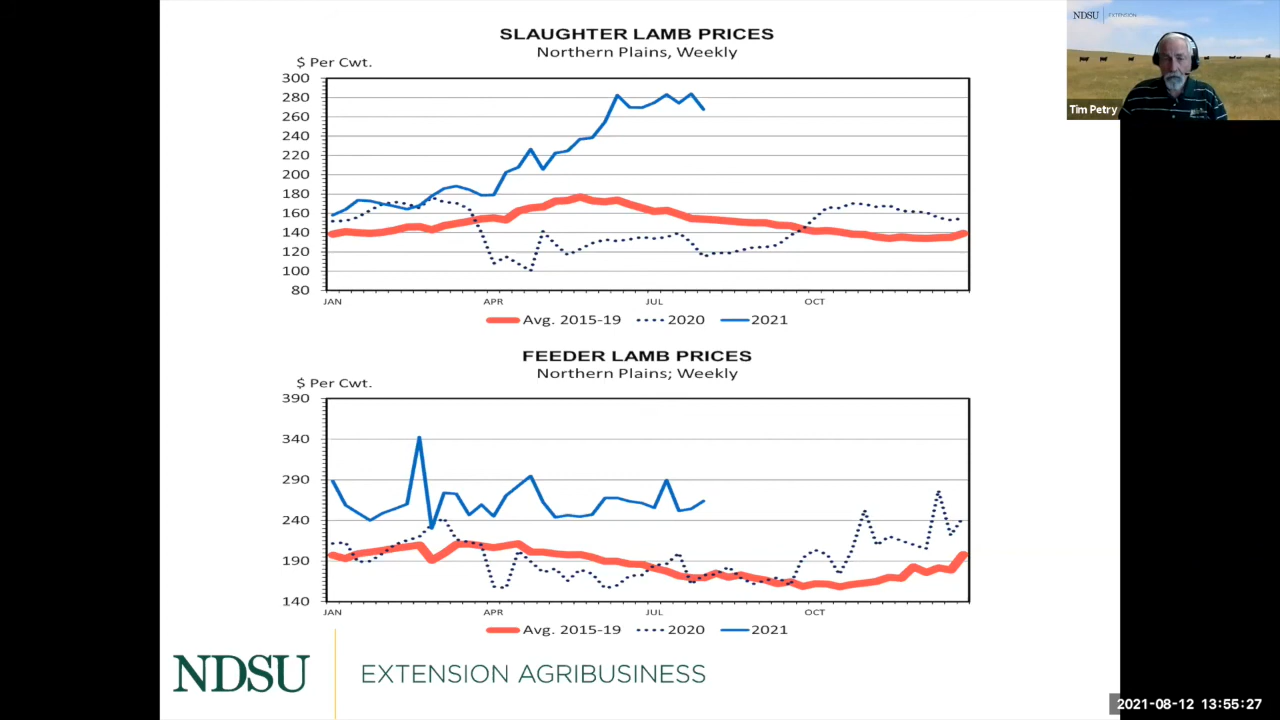 SLAUGHTER LAMB PRICES
Northern Plains, Weekly
$ Per Cwt.
300
280
260
240
220
200
180
160
140
120
100
80
JAN APR JUL OCT
Avg. 2015-19 2020 2021
FEEDER LAMB PRICES
Northern Plains; Weekly
$ Per Cwt.
390
340
290
240
190
140
JAN APR JUL OCT
Avg. 2015-19 2020 2021
NDSU EXTENSION AGRIBUSINESS
NDSU EXTENSION
Tim Petry
2021-08-12 13:55:27